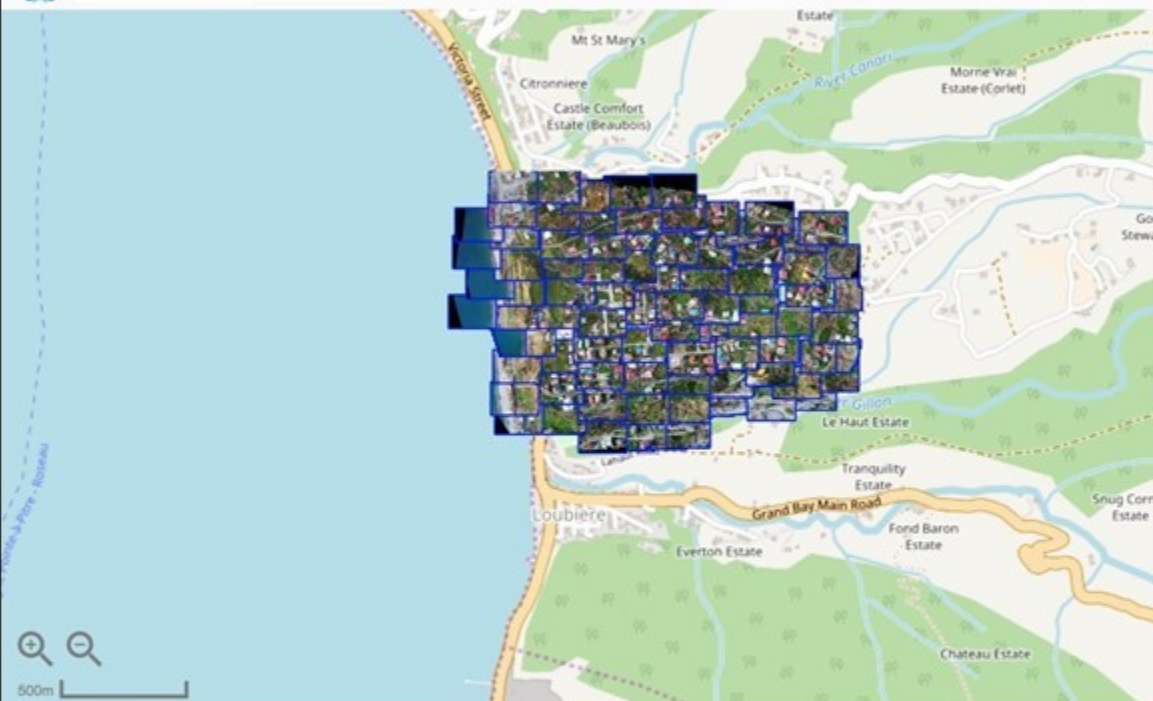 Estate
Mt St Mary's
River Canari
Victoria Street
Citronniere
Morne Vrai
Estate (Corlet)
Castle Comfort
Estate (Beaubois)
Gillon
Le Haut Estate
Tranquility
Estate
Grand Bay Main Road
Loubiere
Fond Baron
Estate
Everton Estate
Estate
Pointe-à-Pitre - Roseau
Chateau Estate
500m